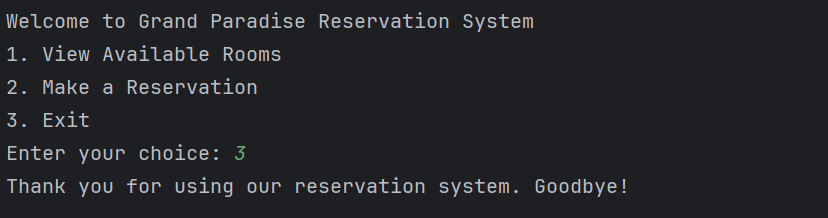 Welcome to Grand Paradise Reservation System
1. View Available Rooms
2. Make a Reservation
3. Exit
Enter your choice: 3
Thank you for using our reservation system. Goodbye!